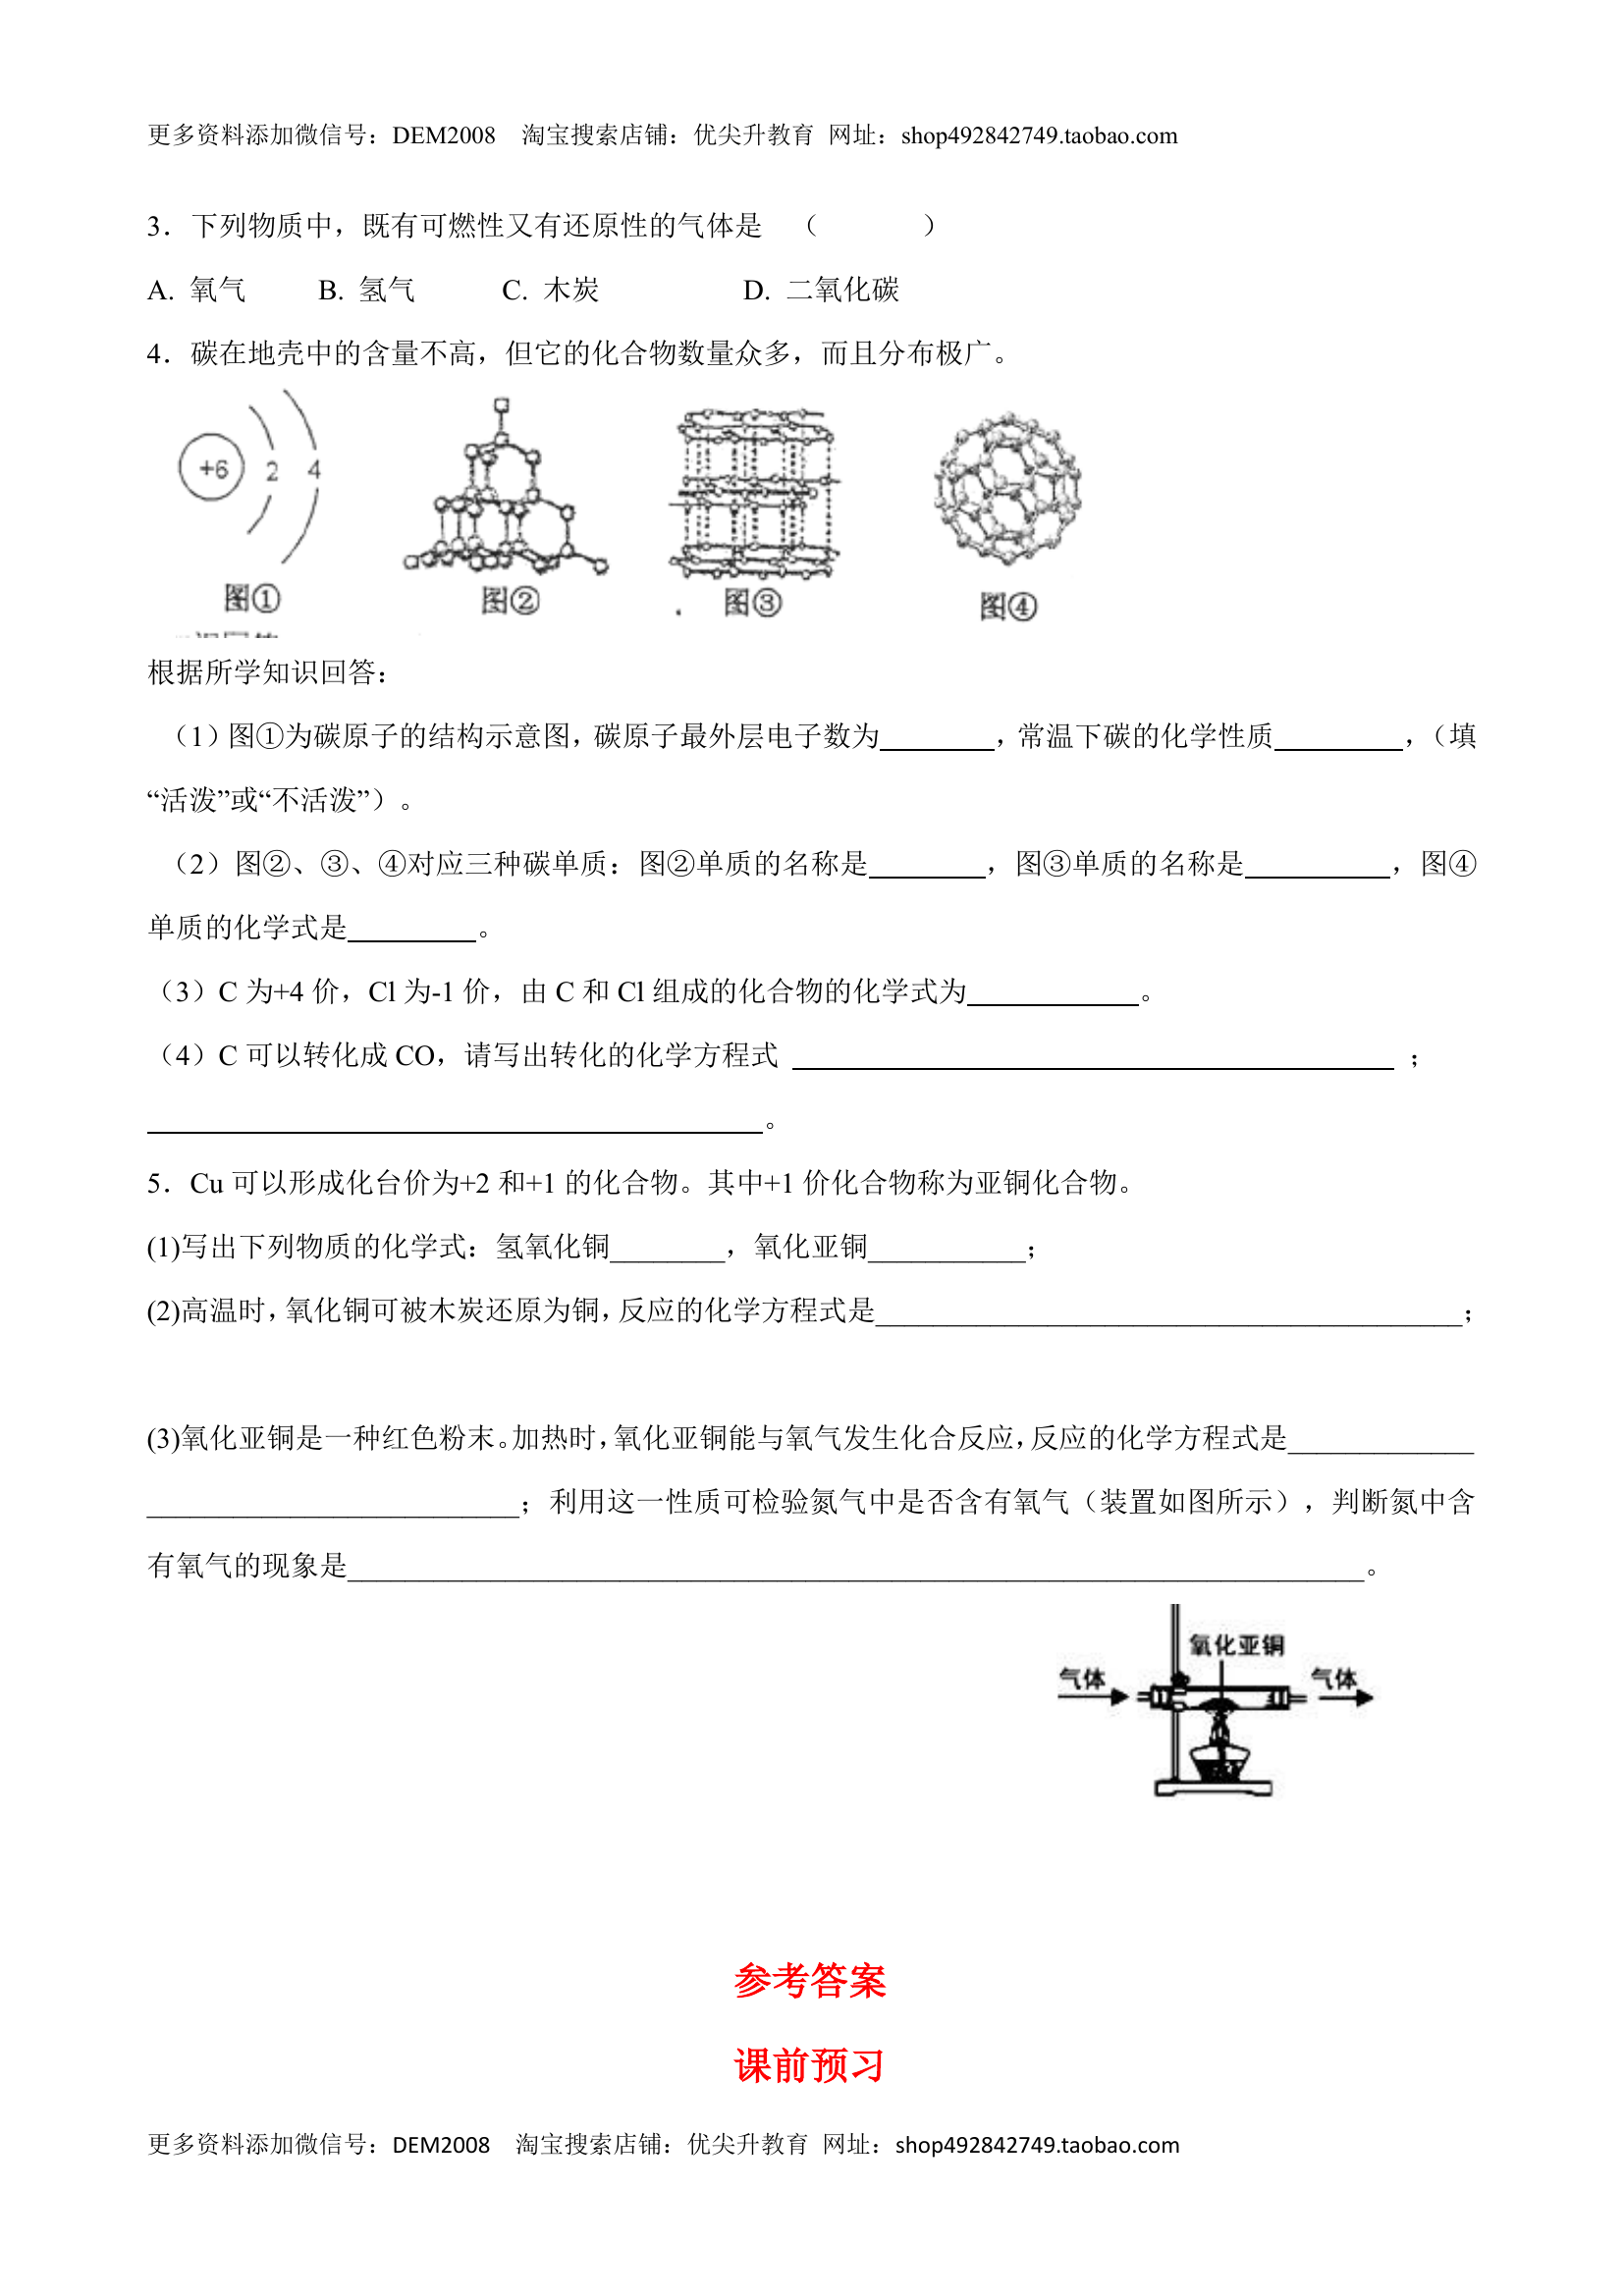 更多资料添加微信号：DEM2008　淘宝搜索店铺：优尖升教育 网址：shop492842749.taobao.com
3．下列物质中，既有可燃性又有还原性的气体是　（　　　）
A. 氧气　　B. 氢气　　C. 木炭　　　D. 二氧化碳
4．碳在地壳中的含量不高，但它的化合物数量众多，而且分布极广。
+6 2 4
图① 图② 图③ 图④
根据所学知识回答：
（1）图①为碳原子的结构示意图，碳原子最外层电子数为________，常温下碳的化学性质_________，（填
“活泼”或“不活泼”）。
（2）图②、③、④对应三种碳单质：图②单质的名称是________，图③单质的名称是__________，图④
单质的化学式是_________。
（3）C 为+4 价，Cl 为-1 价，由 C 和 Cl 组成的化合物的化学式为____________。
（4）C 可以转化成 CO，请写出转化的化学方程式 __________________________________________ ；
___________________________________________。
5．Cu 可以形成化台价为+2 和+1 的化合物。其中+1 价化合物称为亚铜化合物。
(1)写出下列物质的化学式：氢氧化铜________，氧化亚铜___________；
(2)高温时，氧化铜可被木炭还原为铜，反应的化学方程式是_________________________________________；
(3)氧化亚铜是一种红色粉末。加热时，氧化亚铜能与氧气发生化合反应，反应的化学方程式是_____________
__________________________；利用这一性质可检验氮气中是否含有氧气（装置如图所示），判断氮中含
有氧气的现象是_______________________________________________________________________。
氧化亚铜
气体 气体
参考答案
课前预习
更多资料添加微信号：DEM2008　淘宝搜索店铺：优尖升教育 网址：shop492842749.taobao.com